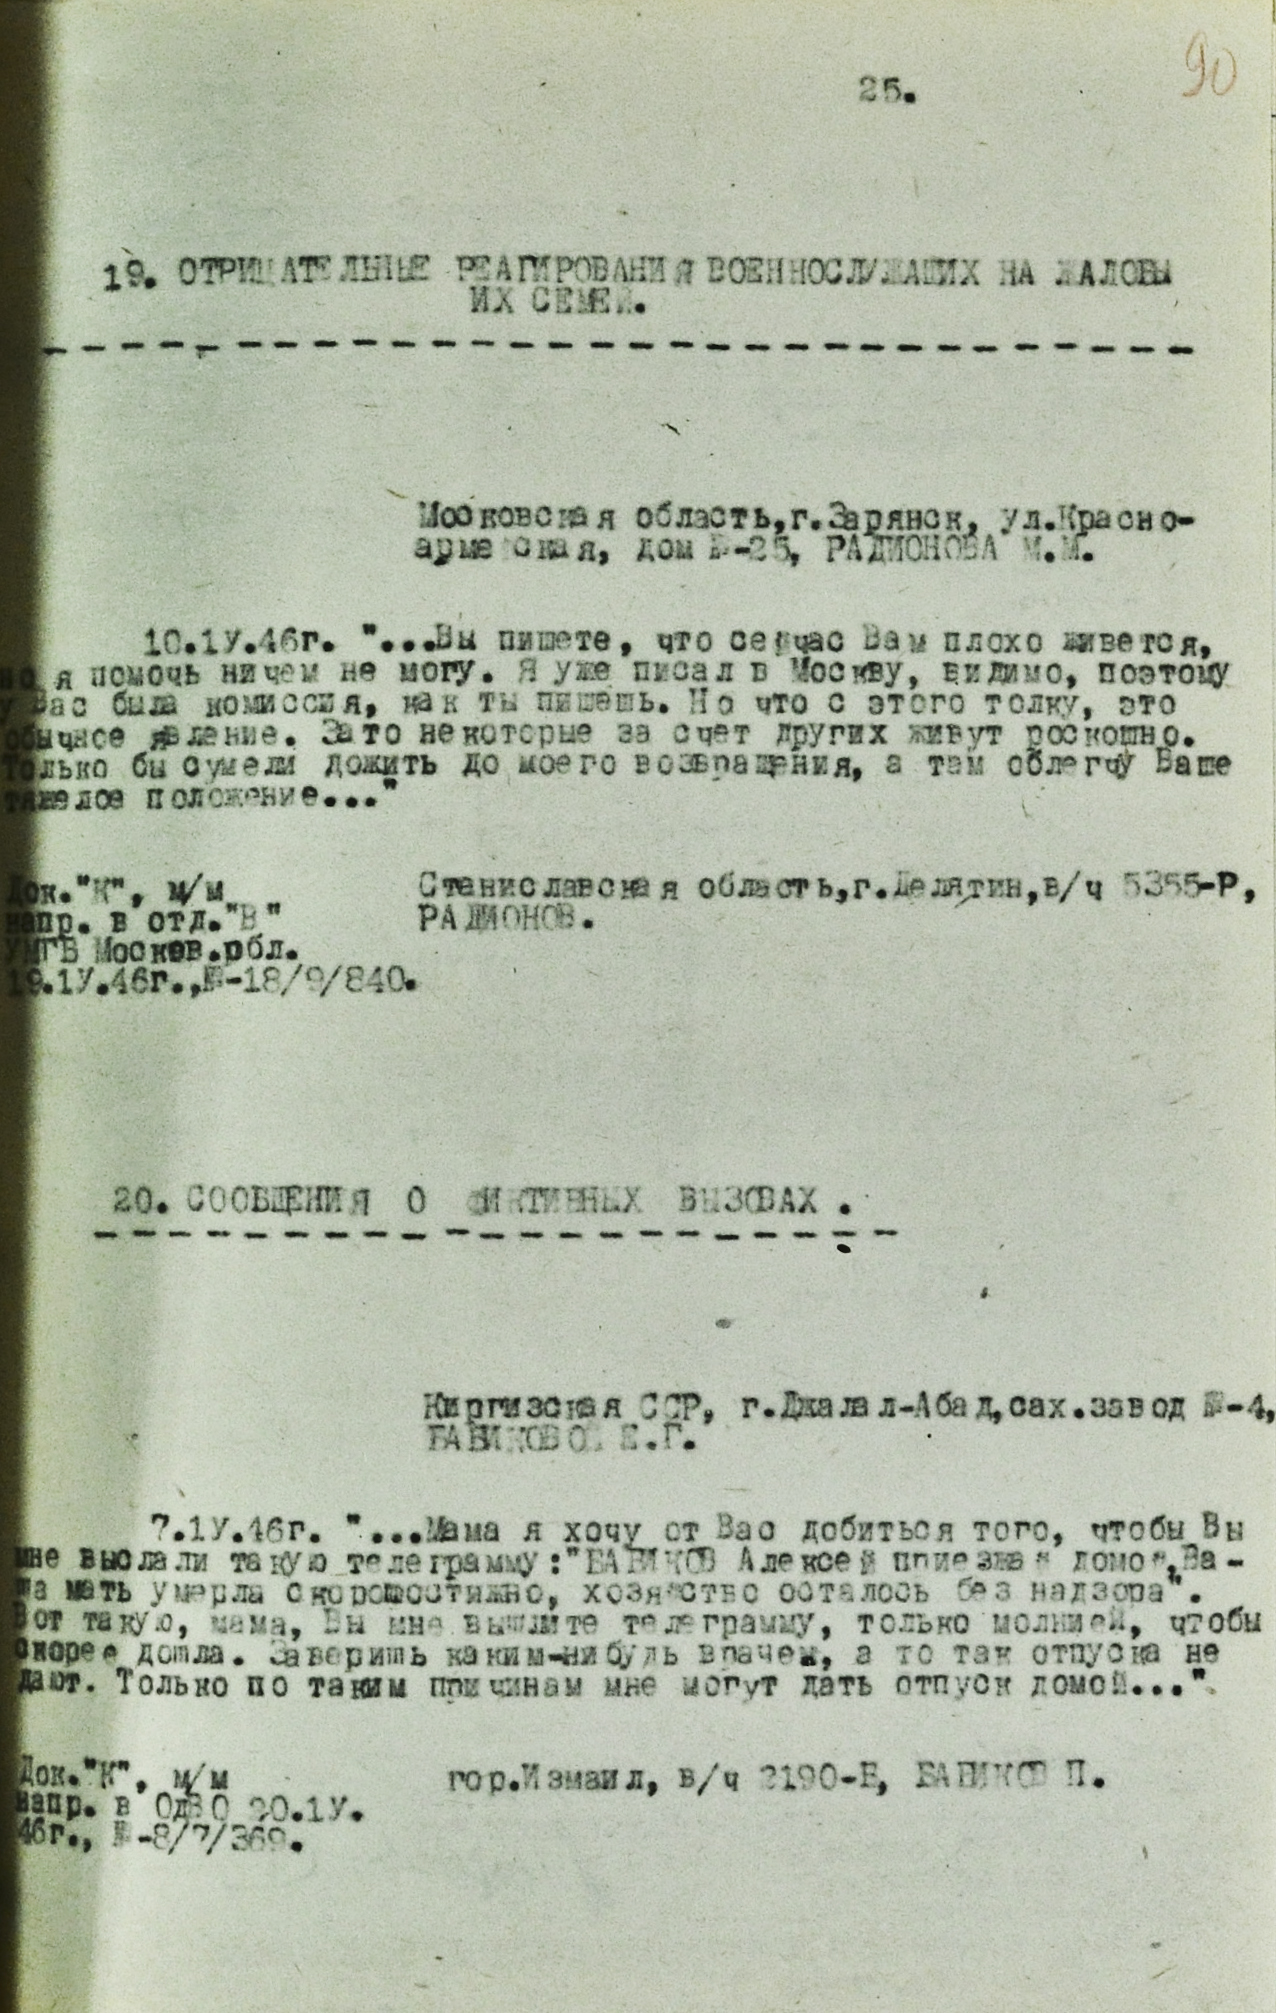 90
25.
19. ОТРИЦАТЕЛЬНЫЕ РЕАГИРОВАНИЯ ВОЕННОСЛУЖАЩИХ НА ЖАЛОБЫ
ИХ СЕМЕЙ.
Московская область,г.Зарянск, ул.Красно-
армейская, дом №-25, РАДИОНОВА М.М.
10.1У.46г. "...Вы пишете, что сейчас Вам плохо живется,
но я помочь ничем не могу. Я уже писал в Москву, видимо, поэтому
у Вас была комиссия, как ты пишешь. Но что с этого толку, это
обычное явление. Зато некоторые за счет других живут роскошно.
Только бы сумели дожить до моего возвращения, а там облегчу Ваше
тяжелое положение..."
Док."К", м/м
напр. в отд."В"
УМГБ Москов.обл.
19.1У.46г.,№-18/9/840.
Станиславская область,г.Делятин,в/ч 5355-Р,
РАДИОНОВ.
20. СООБЩЕНИЯ О ФИКТИВНЫХ ВЫЗОВАХ.
Киргизская ССР, г.Джалал-Абад,сах.завод №-4,
Г.
7.1У.46г. "...Мама я хочу от Вас добиться того, чтобы Вы
мне выслали такую телеграмму:" Алексей приезжай домой,Ва-
ша мать умерла скоропостижно, хозяйство осталось без надзора".
Вот такую, мама, Вы мне вышлите телеграмму, только молнией, чтобы
скорее дошла. Заверишь каким-нибудь врачем, а то так отпуска не
дают. Только по таким причинам мне могут дать отпуск домой..."
Док."К", м/м
напр. в ОдВО 20.1У.
46г., №-8/7/369.
гор.Измаил, в/ч 2190-Е, П.